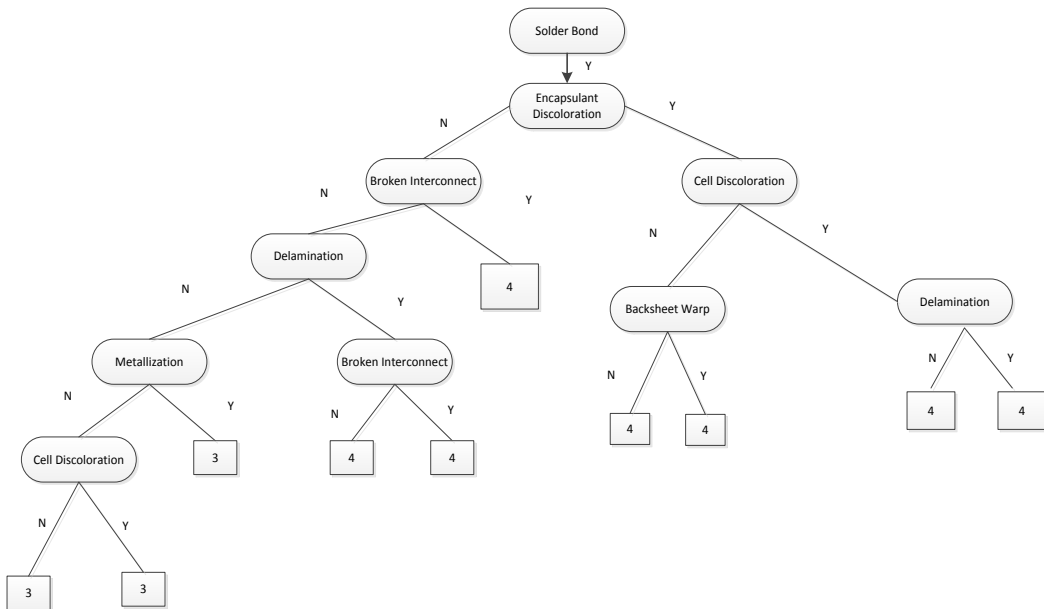 Solder Bond
Y
Encapsulant
Discoloration
N
Y
Broken Interconnect
Cell Discoloration
N
Y
N
Y
Delamination
4
Backsheet Warp
Delamination
N
Y
Metallization
Broken Interconnect
N
Y
N
Y
4
4
N
Y
N
Y
4
4
Cell Discoloration
3
4
4
N
Y
3
3